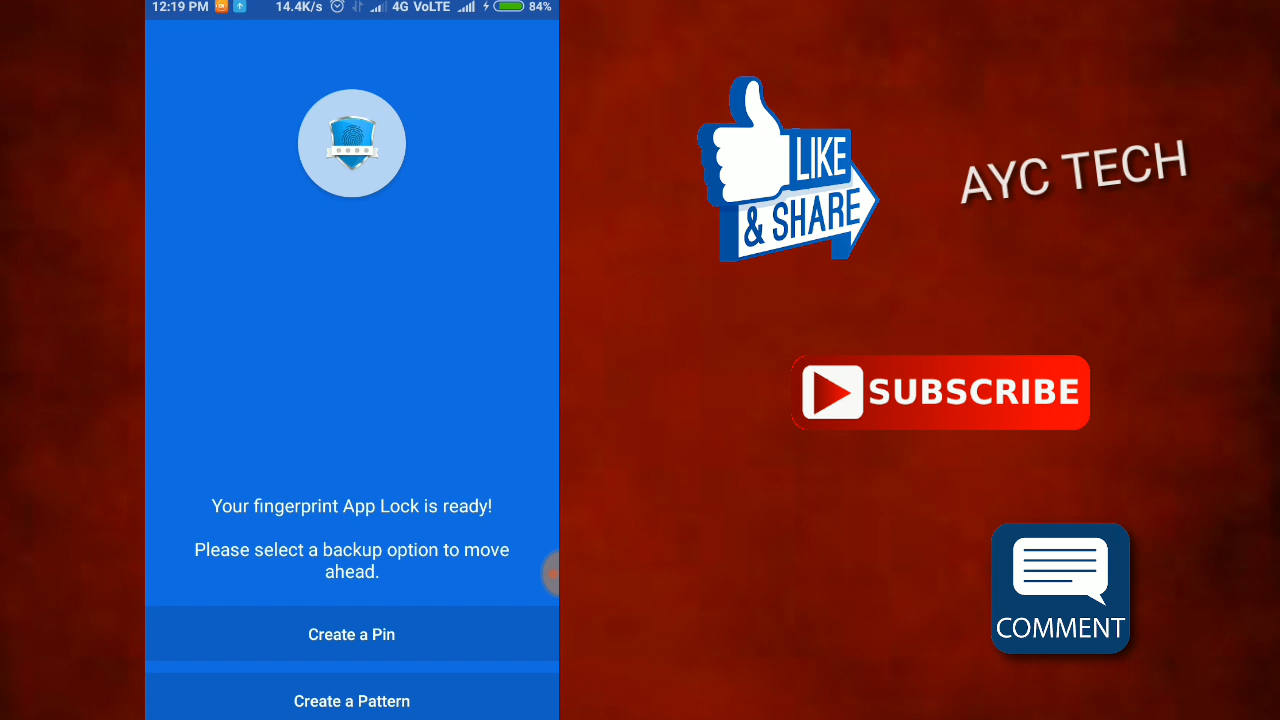 12:19 PM 14.4K/s 4G VoLTE 84%
Your fingerprint App Lock is ready!
Please select a backup option to move
ahead.
Create a Pin
Create a Pattern
LIKE
& SHARE
AYC TECH
SUBSCRIBE
COMMENT